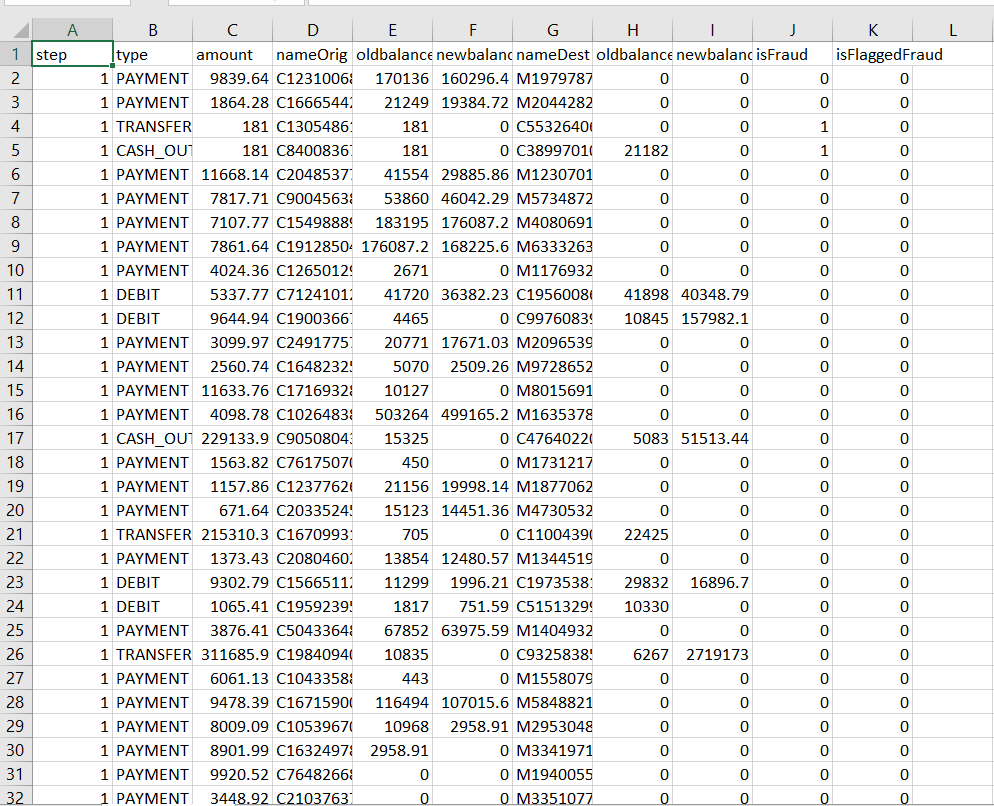 A B C D E F G H I J K L
1 step type amount nameOrig oldbalance newbalanc nameDest oldbalance newbalanc isFraud isFlaggedFraud
2 1 PAYMENT 9839.64 C1231006 170136 160296.4 M1979787 0 0 0 0
3 1 PAYMENT 1864.28 C1666544 21249 19384.72 M2044282 0 0 0 0
4 1 TRANSFER 181 C1305486 181 0 C5532640 0 0 1 0
5 1 CASH_OUT 181 C8400836 181 0 C3899701 21182 0 1 0
6 1 PAYMENT 11668.14 C2048537 41554 29885.86 M1230701 0 0 0 0
7 1 PAYMENT 7817.71 C9004563 53860 46042.29 M5734872 0 0 0 0
8 1 PAYMENT 7107.77 C1549888 183195 176087.2 M4080691 0 0 0 0
9 1 PAYMENT 7861.64 C1912850 176087.2 168225.6 M6333263 0 0 0 0
10 1 PAYMENT 4024.36 C1265012 2671 0 M1176932 0 0 0 0
11 1 DEBIT 5337.77 C7124101 41720 36382.23 C1956008 41898 40348.79 0 0
12 1 DEBIT 9644.94 C1900366 4465 0 C9976083 10845 157982.1 0 0
13 1 PAYMENT 3099.97 C2491775 20771 17671.03 M2096539 0 0 0 0
14 1 PAYMENT 2560.74 C1648232 5070 2509.26 M9728652 0 0 0 0
15 1 PAYMENT 11633.76 C1716932 10127 0 M8015691 0 0 0 0
16 1 PAYMENT 4098.78 C1026483 503264 499165.2 M1635378 0 0 0 0
17 1 CASH_OUT 229133.9 C9050804 15325 0 C4764022 5083 51513.44 0 0
18 1 PAYMENT 1563.82 C7617507 450 0 M1731217 0 0 0 0
19 1 PAYMENT 1157.86 C1237762 21156 19998.14 M1877062 0 0 0 0
20 1 PAYMENT 671.64 C2033524 15123 14451.36 M4730532 0 0 0 0
21 1 TRANSFER 215310.3 C1670993 705 0 C1100439 22425 0 0 0
22 1 PAYMENT 1373.43 C2080460 13854 12480.57 M1344519 0 0 0 0
23 1 DEBIT 9302.79 C1566511 11299 1996.21 C1973538 29832 16896.7 0 0
24 1 DEBIT 1065.41 C1959239 1817 751.59 C5151329 10330 0 0 0
25 1 PAYMENT 3876.41 C5043364 67852 63975.59 M1404932 0 0 0 0
26 1 TRANSFER 311685.9 C1984094 10835 0 C9325838 6267 2719173 0 0
27 1 PAYMENT 6061.13 C1043358 443 0 M1558079 0 0 0 0
28 1 PAYMENT 9478.39 C1671590 116494 107015.6 M5848821 0 0 0 0
29 1 PAYMENT 8009.09 C1053967 10968 2958.91 M2953048 0 0 0 0
30 1 PAYMENT 8901.99 C1632497 2958.91 0 M3341971 0 0 0 0
31 1 PAYMENT 9920.52 C7648266 0 0 M1940055 0 0 0 0
32 1 PAYMENT 3448.92 C2103763 0 0 M3351077 0 0 0 0